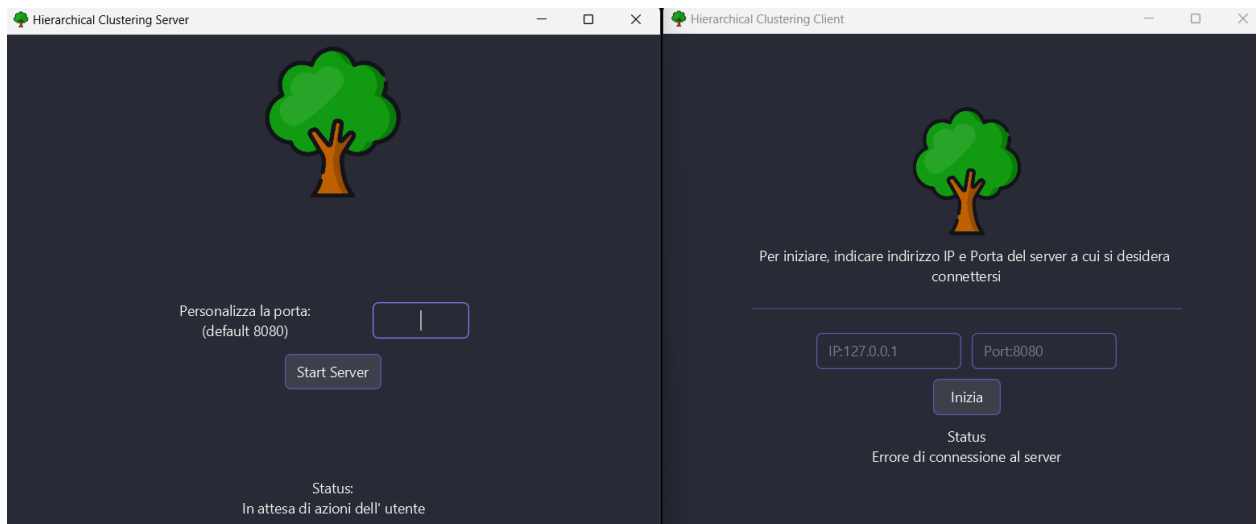 Hierarchical Clustering Server
Personalizza la porta:
(default 8080)
Start Server
Status:
In attesa di azioni dell' utente
Hierarchical Clustering Client
Per iniziare, indicare indirizzo IP e Porta del server a cui si desidera
connettersi
IP:127.0.0.1
Port:8080
Inizia
Status
Errore di connessione al server